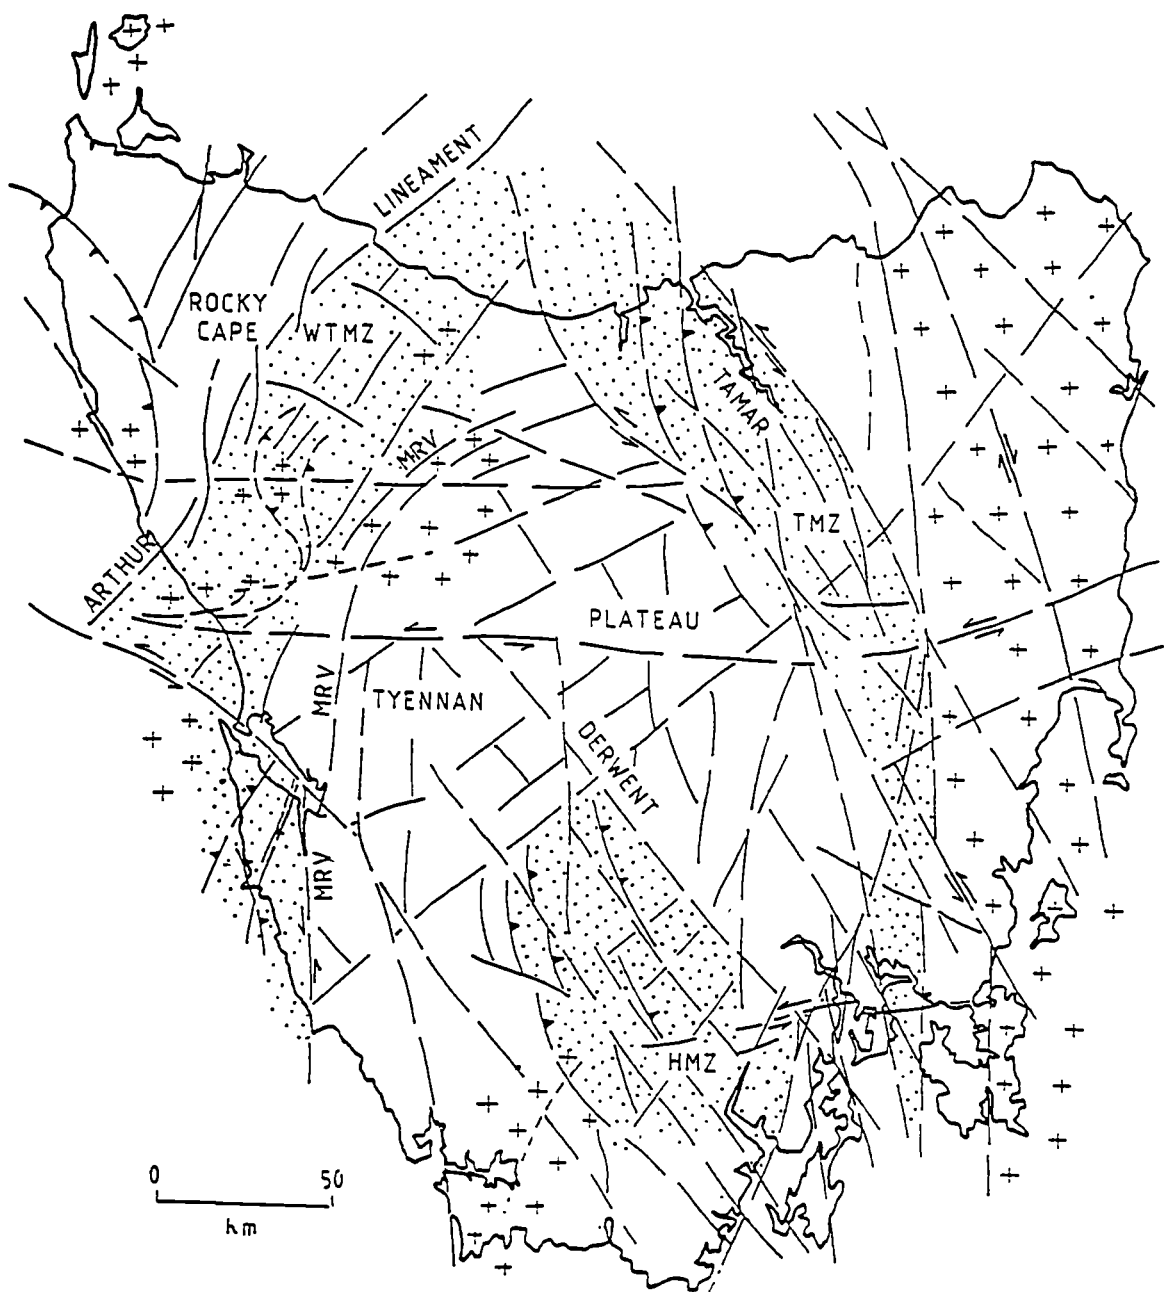 LINEAMENT
ROCKY
CAPE
WTMZ
TAMAR
MRV
TMZ
ARTHUR
PLATEAU
MRV
TYENNAN
DERWENT
MRV
HMZ
0 50
km